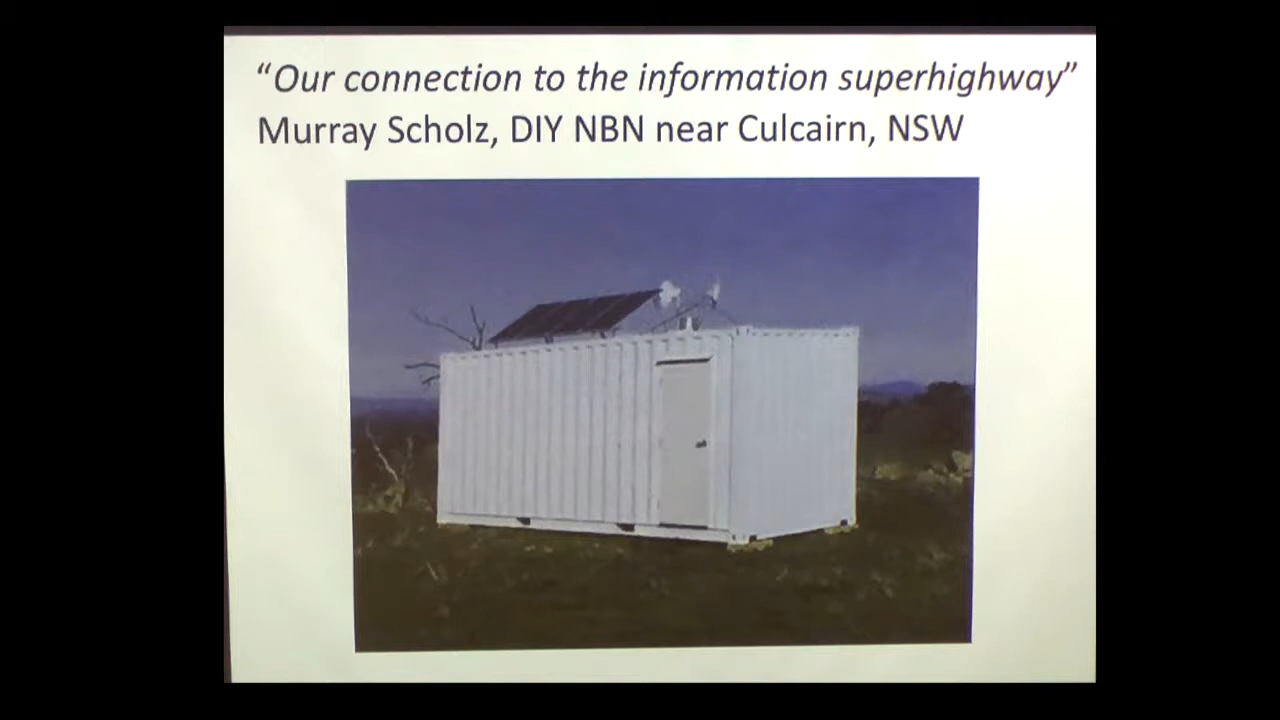 “Our connection to the information superhighway”
Murray Scholz, DIY NBN near Culcairn, NSW